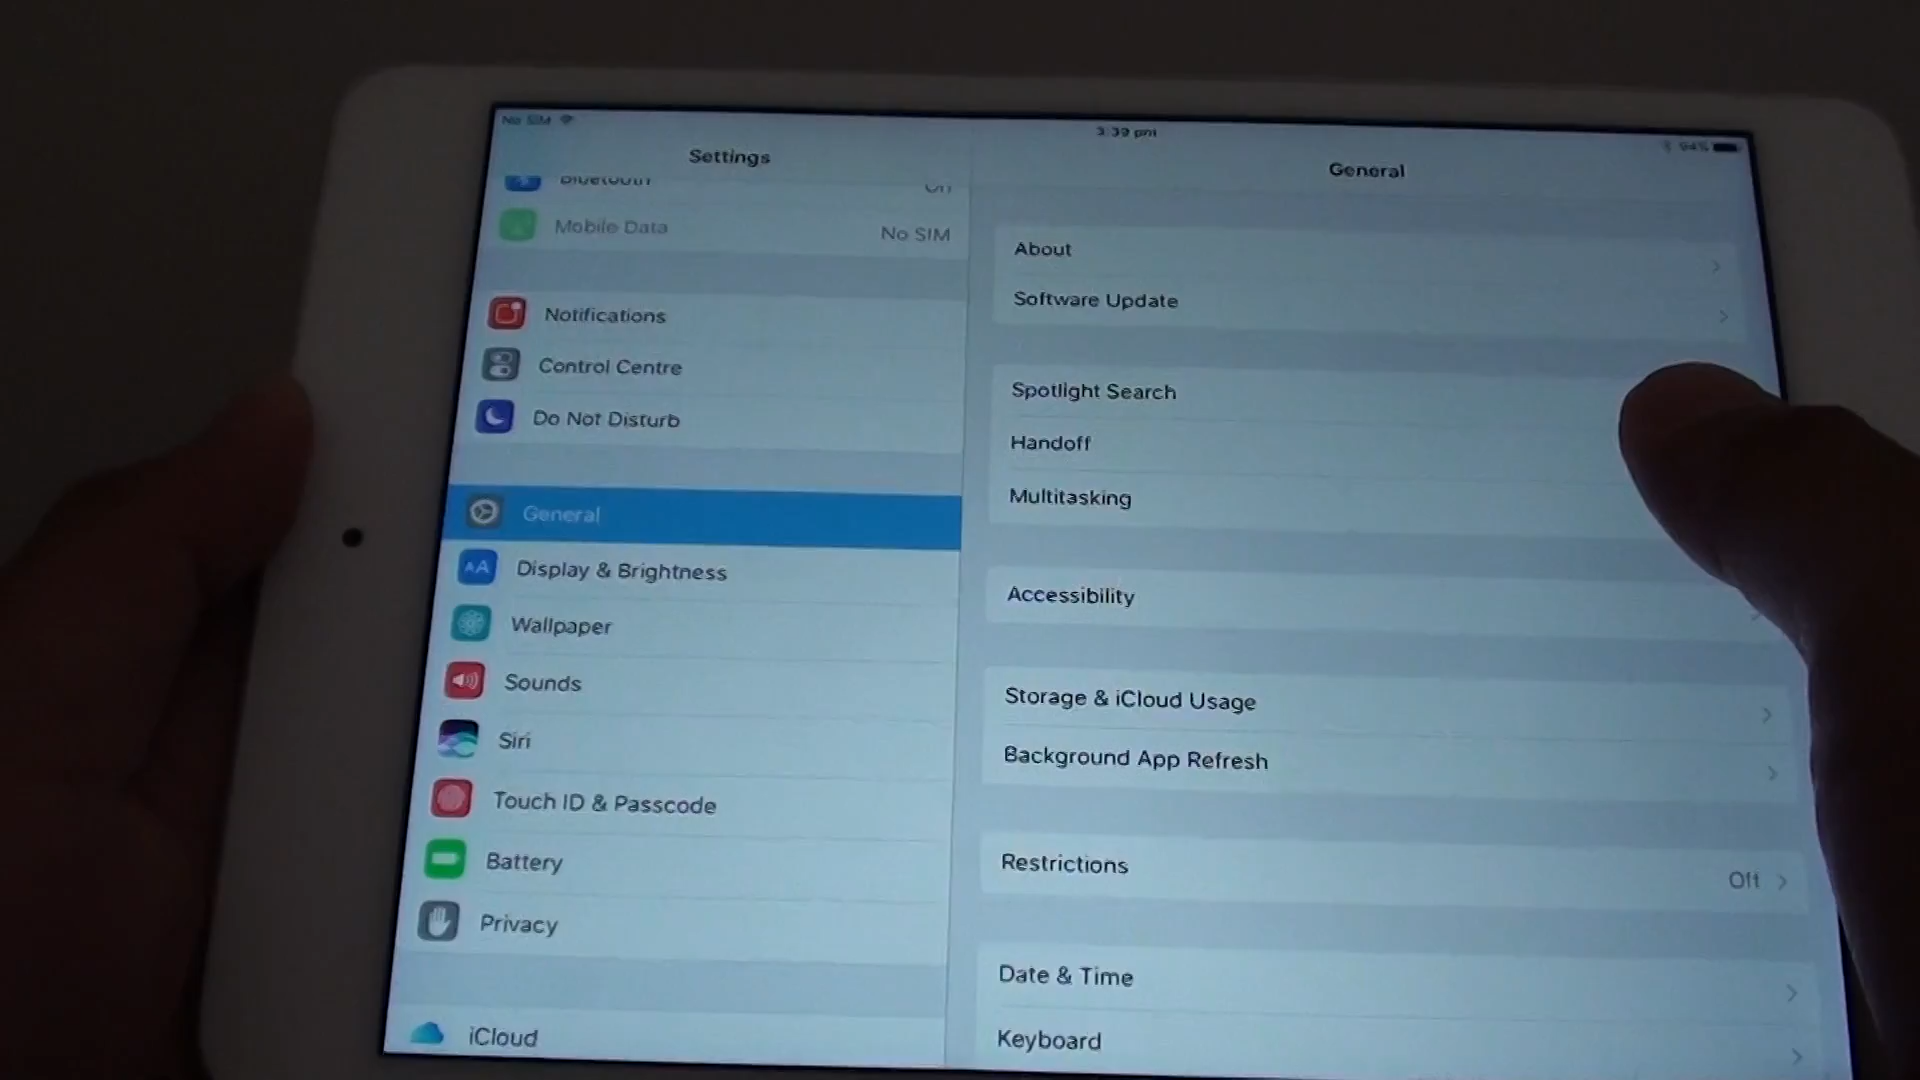 No SIM
3:39 pm
94%
Settings
General
Bluetooth
On
Mobile Data
No SIM
Notifications
Control Centre
Do Not Disturb
General
AA
Display & Brightness
Wallpaper
Sounds
Siri
Touch ID & Passcode
Battery
Privacy
iCloud
About
Software Update
Spotlight Search
Handoff
Multitasking
Accessibility
Storage & iCloud Usage
Background App Refresh
Restrictions
Off
Date & Time
Keyboard